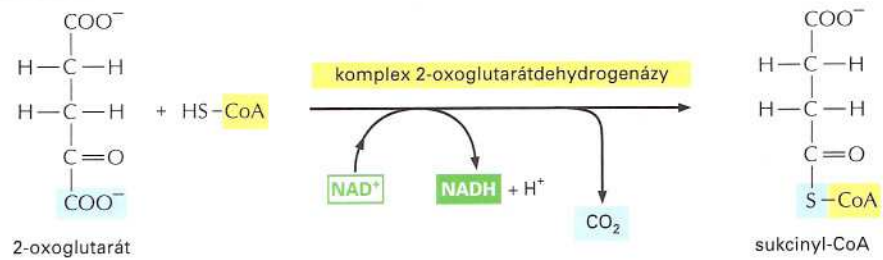 COO⁻
H–C–H
H–C–H
C=O
COO⁻
2-oxoglutarát
+ HS–CoA
komplex 2-oxoglutarátdehydrogenázy
NAD⁺
NADH + H⁺
CO₂
COO⁻
H–C–H
H–C–H
C=O
S–CoA
sukcinyl-CoA